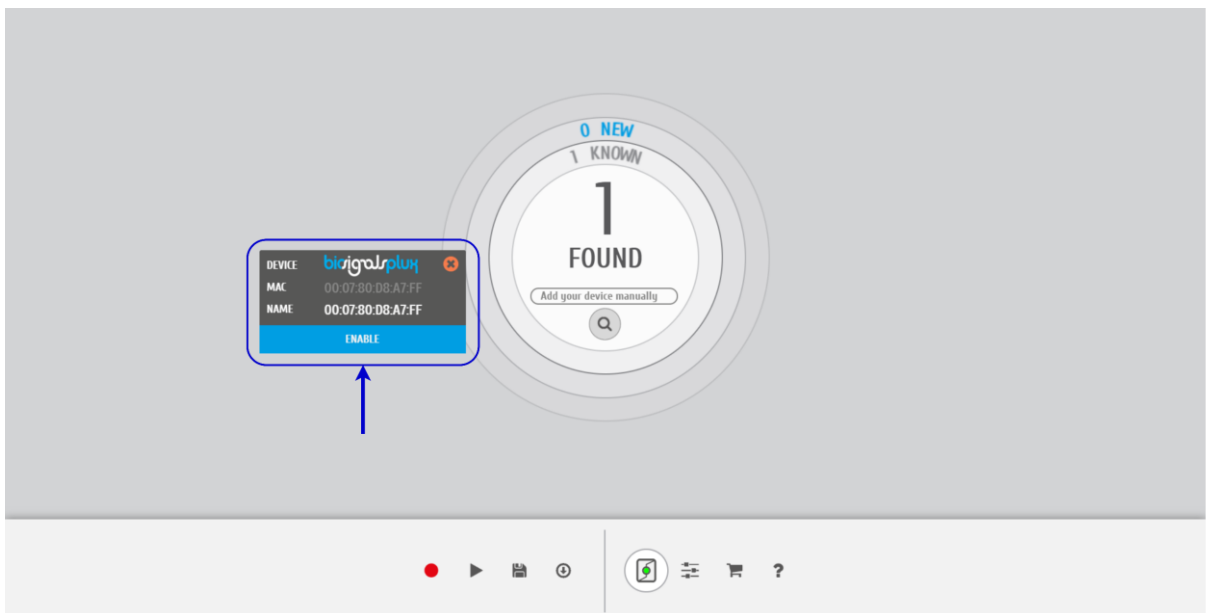 0 NEW
1 KNOWN
1
FOUND
Add your device manually
DEVICE biosignalsplux
MAC 00:07:80:D8:A7:FF
NAME 00:07:80:D8:A7:FF
ENABLE
?